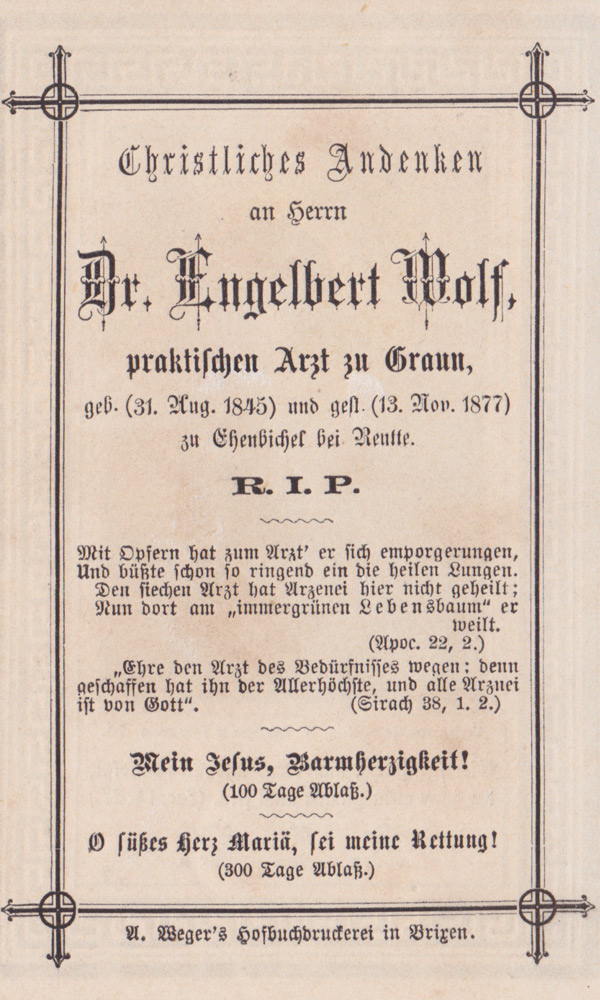 Christliches Andenken
an Herrn
Dr. Engelbert Wolf,
praktischen Arzt zu Graun,
geb. (31. Aug. 1845) und gest. (13. Nov. 1877)
zu Ehenbichel bei Reutte.
R. I. P.
Mit Opfern hat zum Arzt' er sich emporgerungen,
Und büßte schon so ringend ein die heilen Lungen.
Den siechen Arzt hat Arzenei hier nicht geheilt;
Nun dort am „immergrünen Lebensbaum“ er
weilt.
(Apoc. 22, 2.)
„Ehre den Arzt des Bedürfnisses wegen: denn
geschaffen hat ihn der Allerhöchste, und alle Arznei
ist von Gott“. (Sirach 38, 1. 2.)
Mein Jesus, Barmherzigkeit!
(100 Tage Ablaß.)
O süßes Herz Mariä, sei meine Rettung!
(300 Tage Ablaß.)
A. Weger's Hofbuchdruckerei in Brixen.